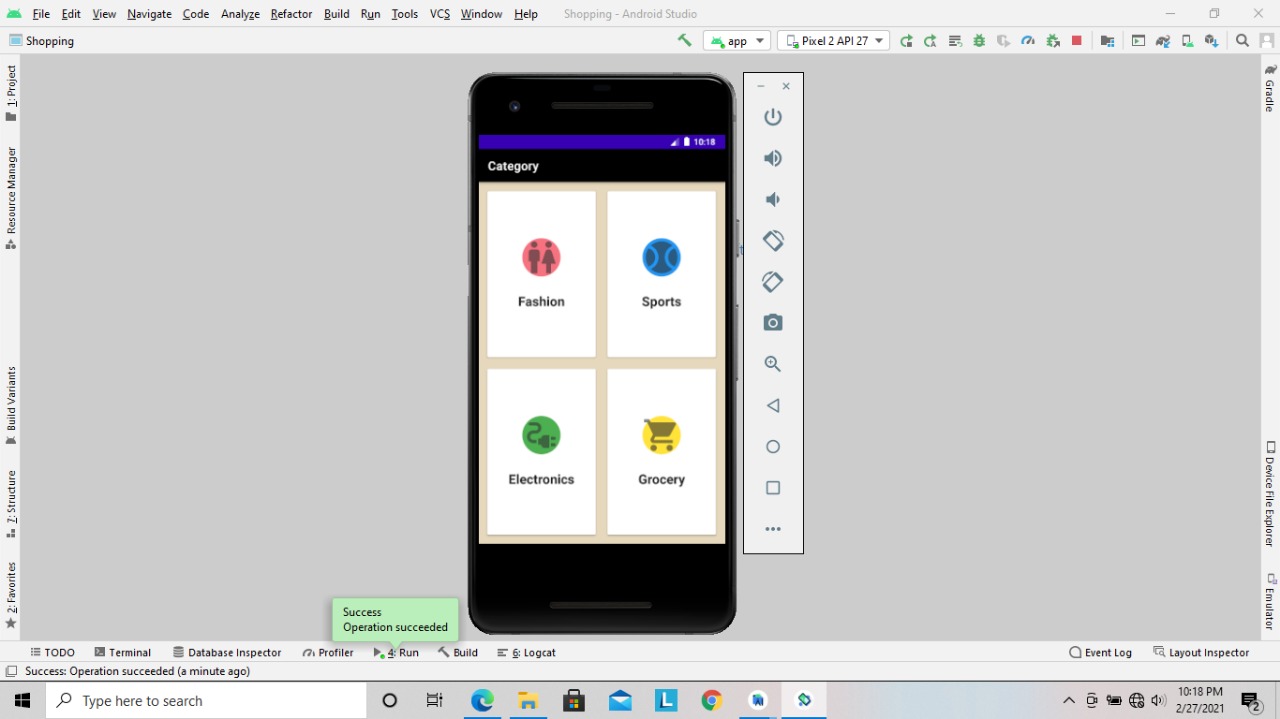 File Edit View Navigate Code Analyze Refactor Build Run Tools VCS Window Help Shopping - Android Studio
Shopping app Pixel 2 API 27
1: Project
Resource Manager
Build Variants
Z: Structure
2: Favorites
Gradle
Device File Explorer
Emulator
10:18
Category
Fashion
Sports
Electronics
Grocery
Success
Operation succeeded
TODO Terminal Database Inspector Profiler 4: Run Build 6: Logcat Event Log Layout Inspector
Success: Operation succeeded (a minute ago)
Type here to search
L
10:18 PM
2/27/2021
2